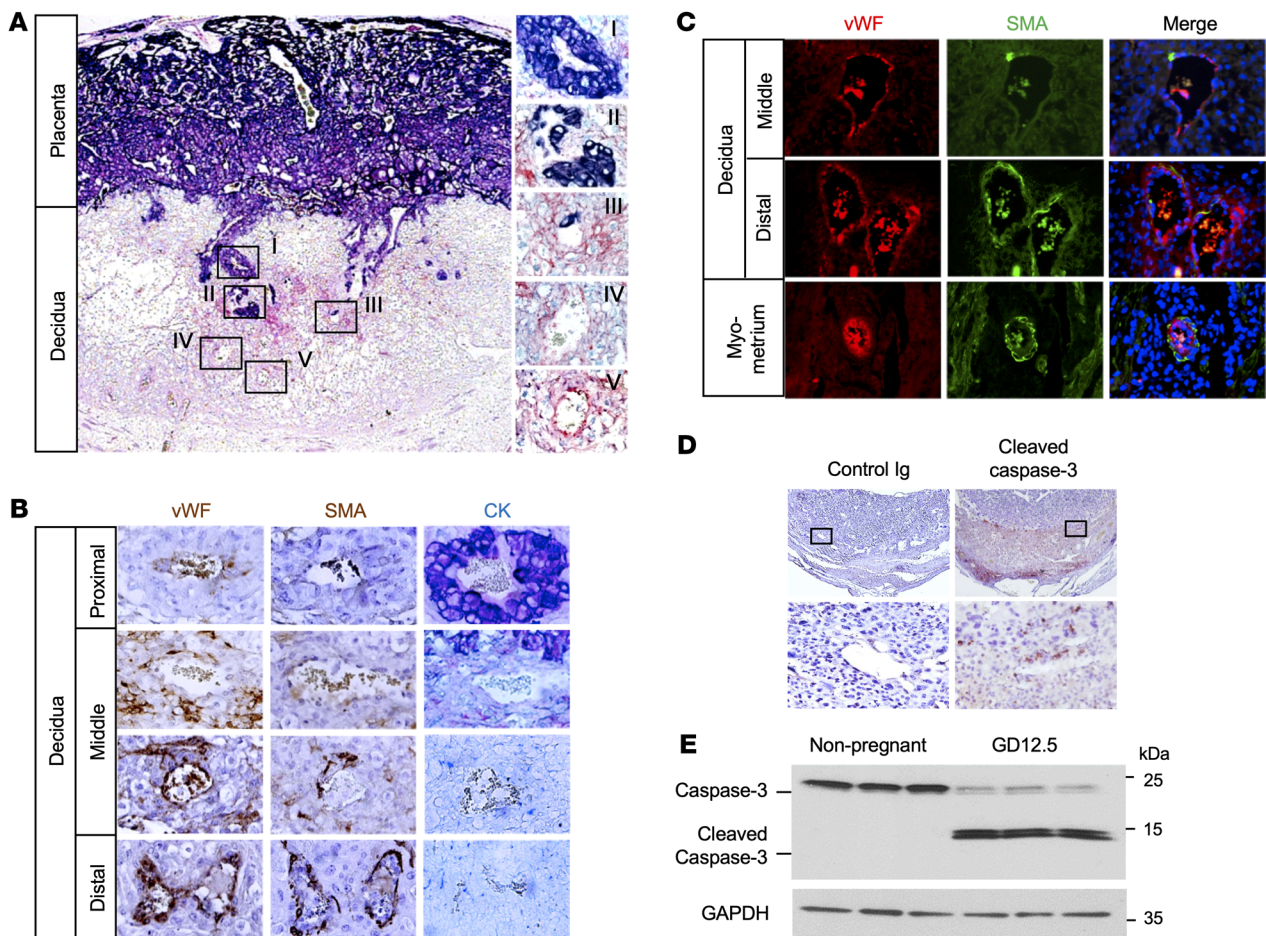 A
Placenta
Decidua
I
II
III
IV
V
I
II
III
IV
V
B
vWF
SMA
CK
Decidua
Proximal
Middle
Distal
C
vWF
SMA
Merge
Decidua
Middle
Distal
Myo-
metrium
D
Control Ig
Cleaved
caspase-3
E
Non-pregnant
GD12.5
kDa
Caspase-3
25
Cleaved
Caspase-3
15
GAPDH
35